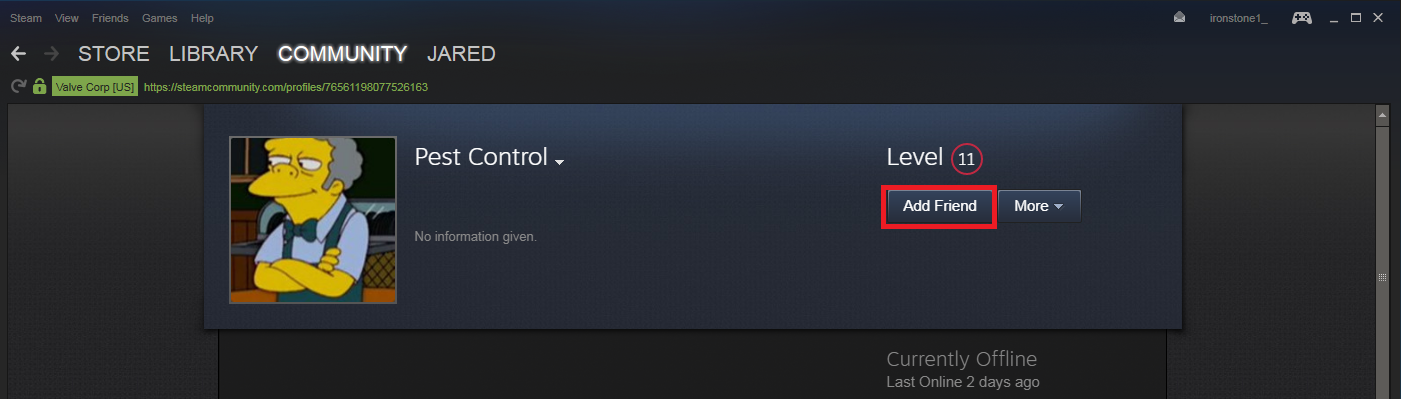 Steam View Friends Games Help ironstone1_
STORE LIBRARY COMMUNITY JARED
Valve Corp [US] https://steamcommunity.com/profiles/76561198077526163
Pest Control Level 11
Add Friend More
No information given.
Currently Offline
Last Online 2 days ago